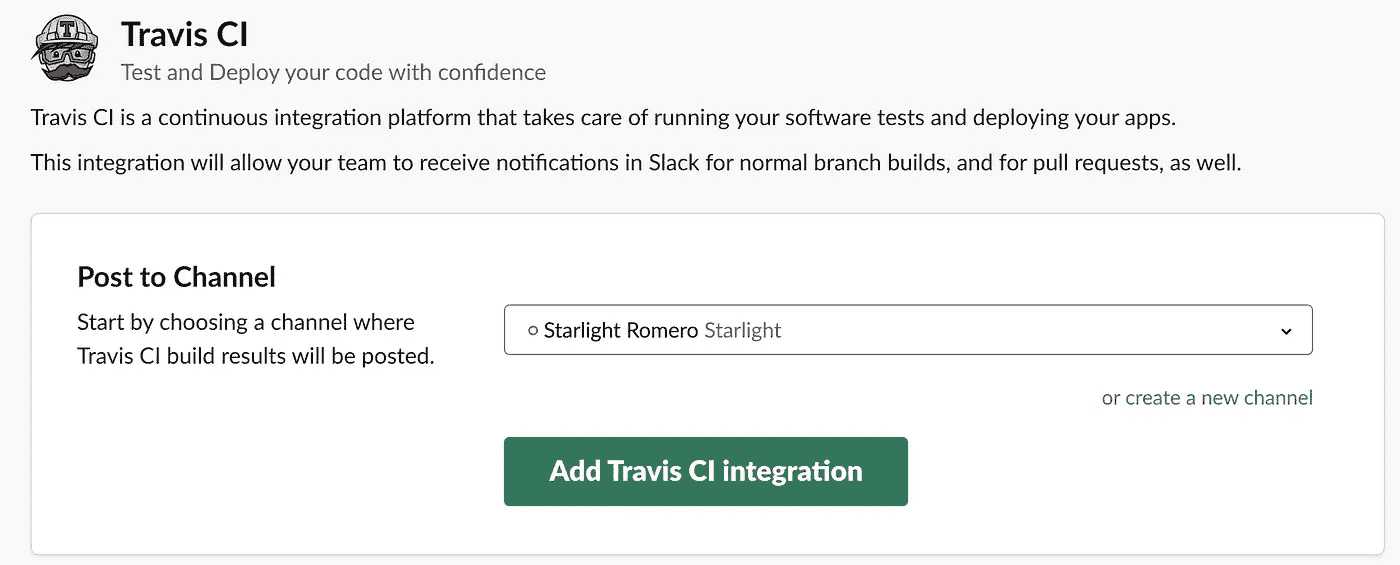 T
Travis CI
Test and Deploy your code with confidence
Travis CI is a continuous integration platform that takes care of running your software tests and deploying your apps.
This integration will allow your team to receive notifications in Slack for normal branch builds, and for pull requests, as well.
Post to Channel
Start by choosing a channel where
Travis CI build results will be posted.
Starlight Romero Starlight
or create a new channel
Add Travis CI integration